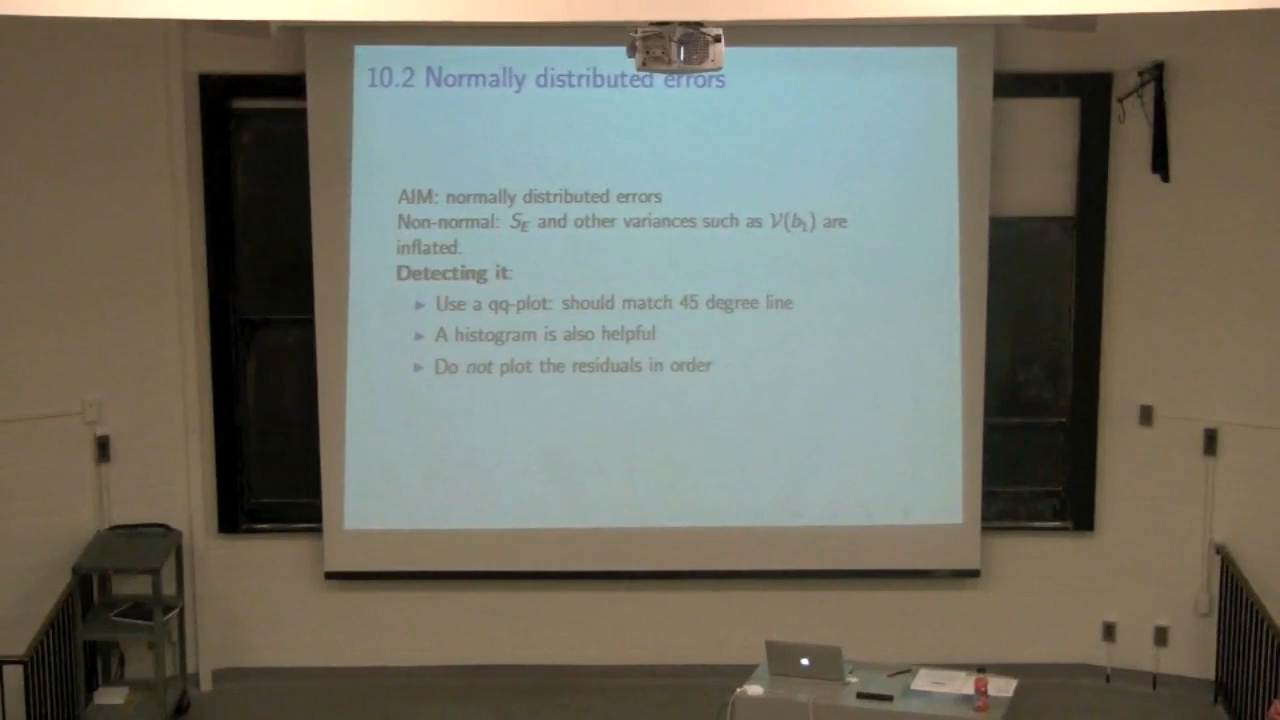 10.2 Normally distributed errors
AIM: normally distributed errors
Non-normal: S_E and other variances such as V(b_1) are
inflated.
Detecting it:
► Use a qq-plot: should match 45 degree line
► A histogram is also helpful
► Do not plot the residuals in order